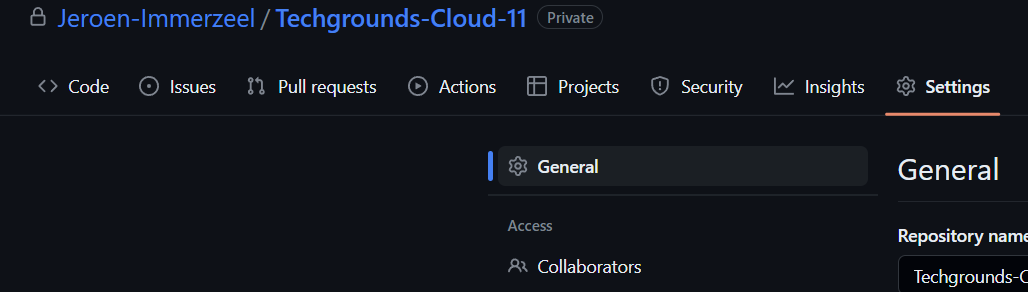 Jeroen-Immerzeel / Techgrounds-Cloud-11 Private
Code Issues Pull requests Actions Projects Security Insights Settings
General
General
Access
Repository name
Collaborators
Techgrounds-C